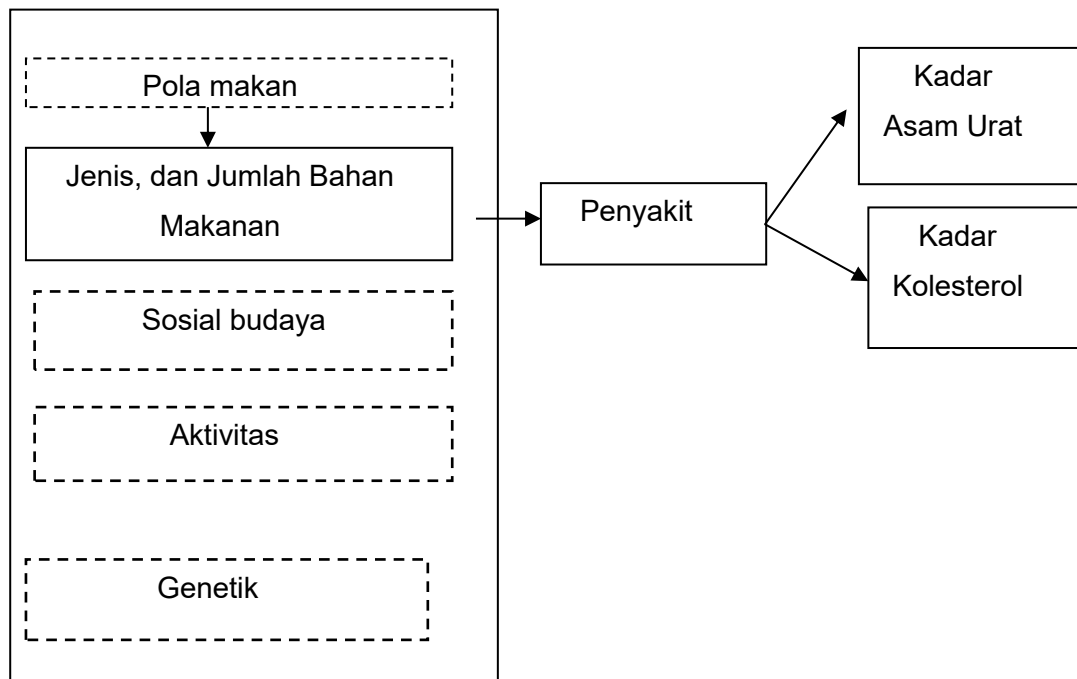 Pola makan
Jenis, dan Jumlah Bahan
Makanan
Sosial budaya
Aktivitas
Genetik
Penyakit
Kadar
Asam Urat
Kadar
Kolesterol